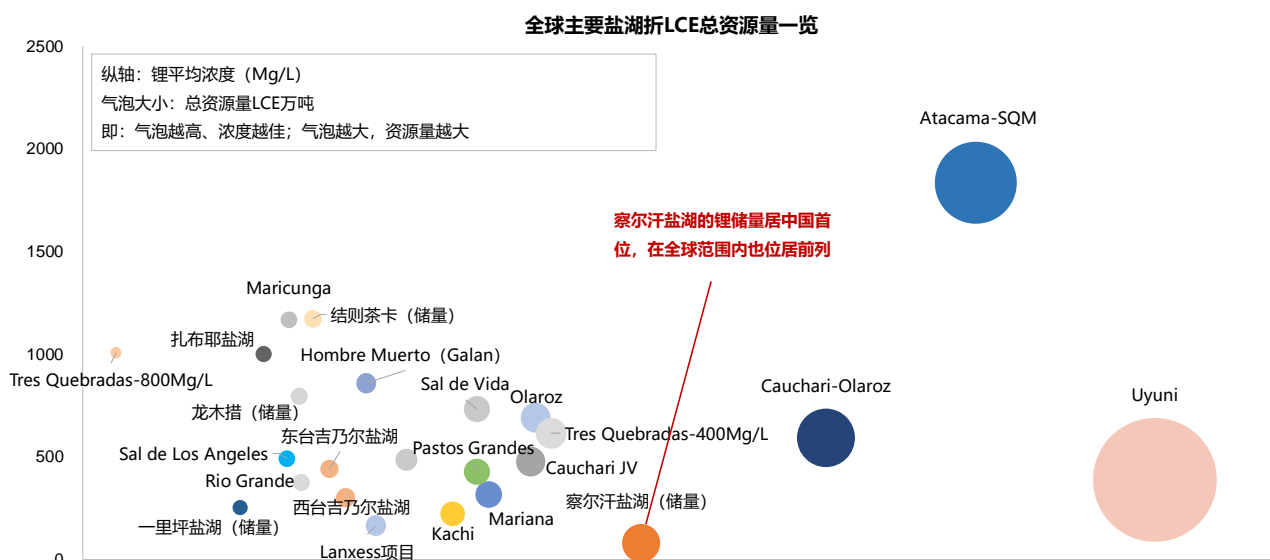 全球主要盐湖折LCE总资源量一览
2500
纵轴：锂平均浓度（Mg/L）
气泡大小：总资源量LCE万吨
即：气泡越高、浓度越佳；气泡越大，资源量越大
Atacama-SQM
2000
察尔汗盐湖的锂储量居中国首
位，在全球范围内也位居前列
1500
Maricunga
结则茶卡（储量）
扎布耶盐湖
1000
Hombre Muerto（Galan）
Tres Quebradas-800Mg/L
Sal de Vida
Cauchari-Olaroz
Uyuni
Olaroz
龙木措（储量）
东台吉乃尔盐湖
Tres Quebradas-400Mg/L
500
Sal de Los Angeles
Pastos Grandes
Cauchari JV
Rio Grande
察尔汗盐湖（储量）
西台吉乃尔盐湖
Mariana
一里坪盐湖（储量）
Kachi
Lanxess项目
0